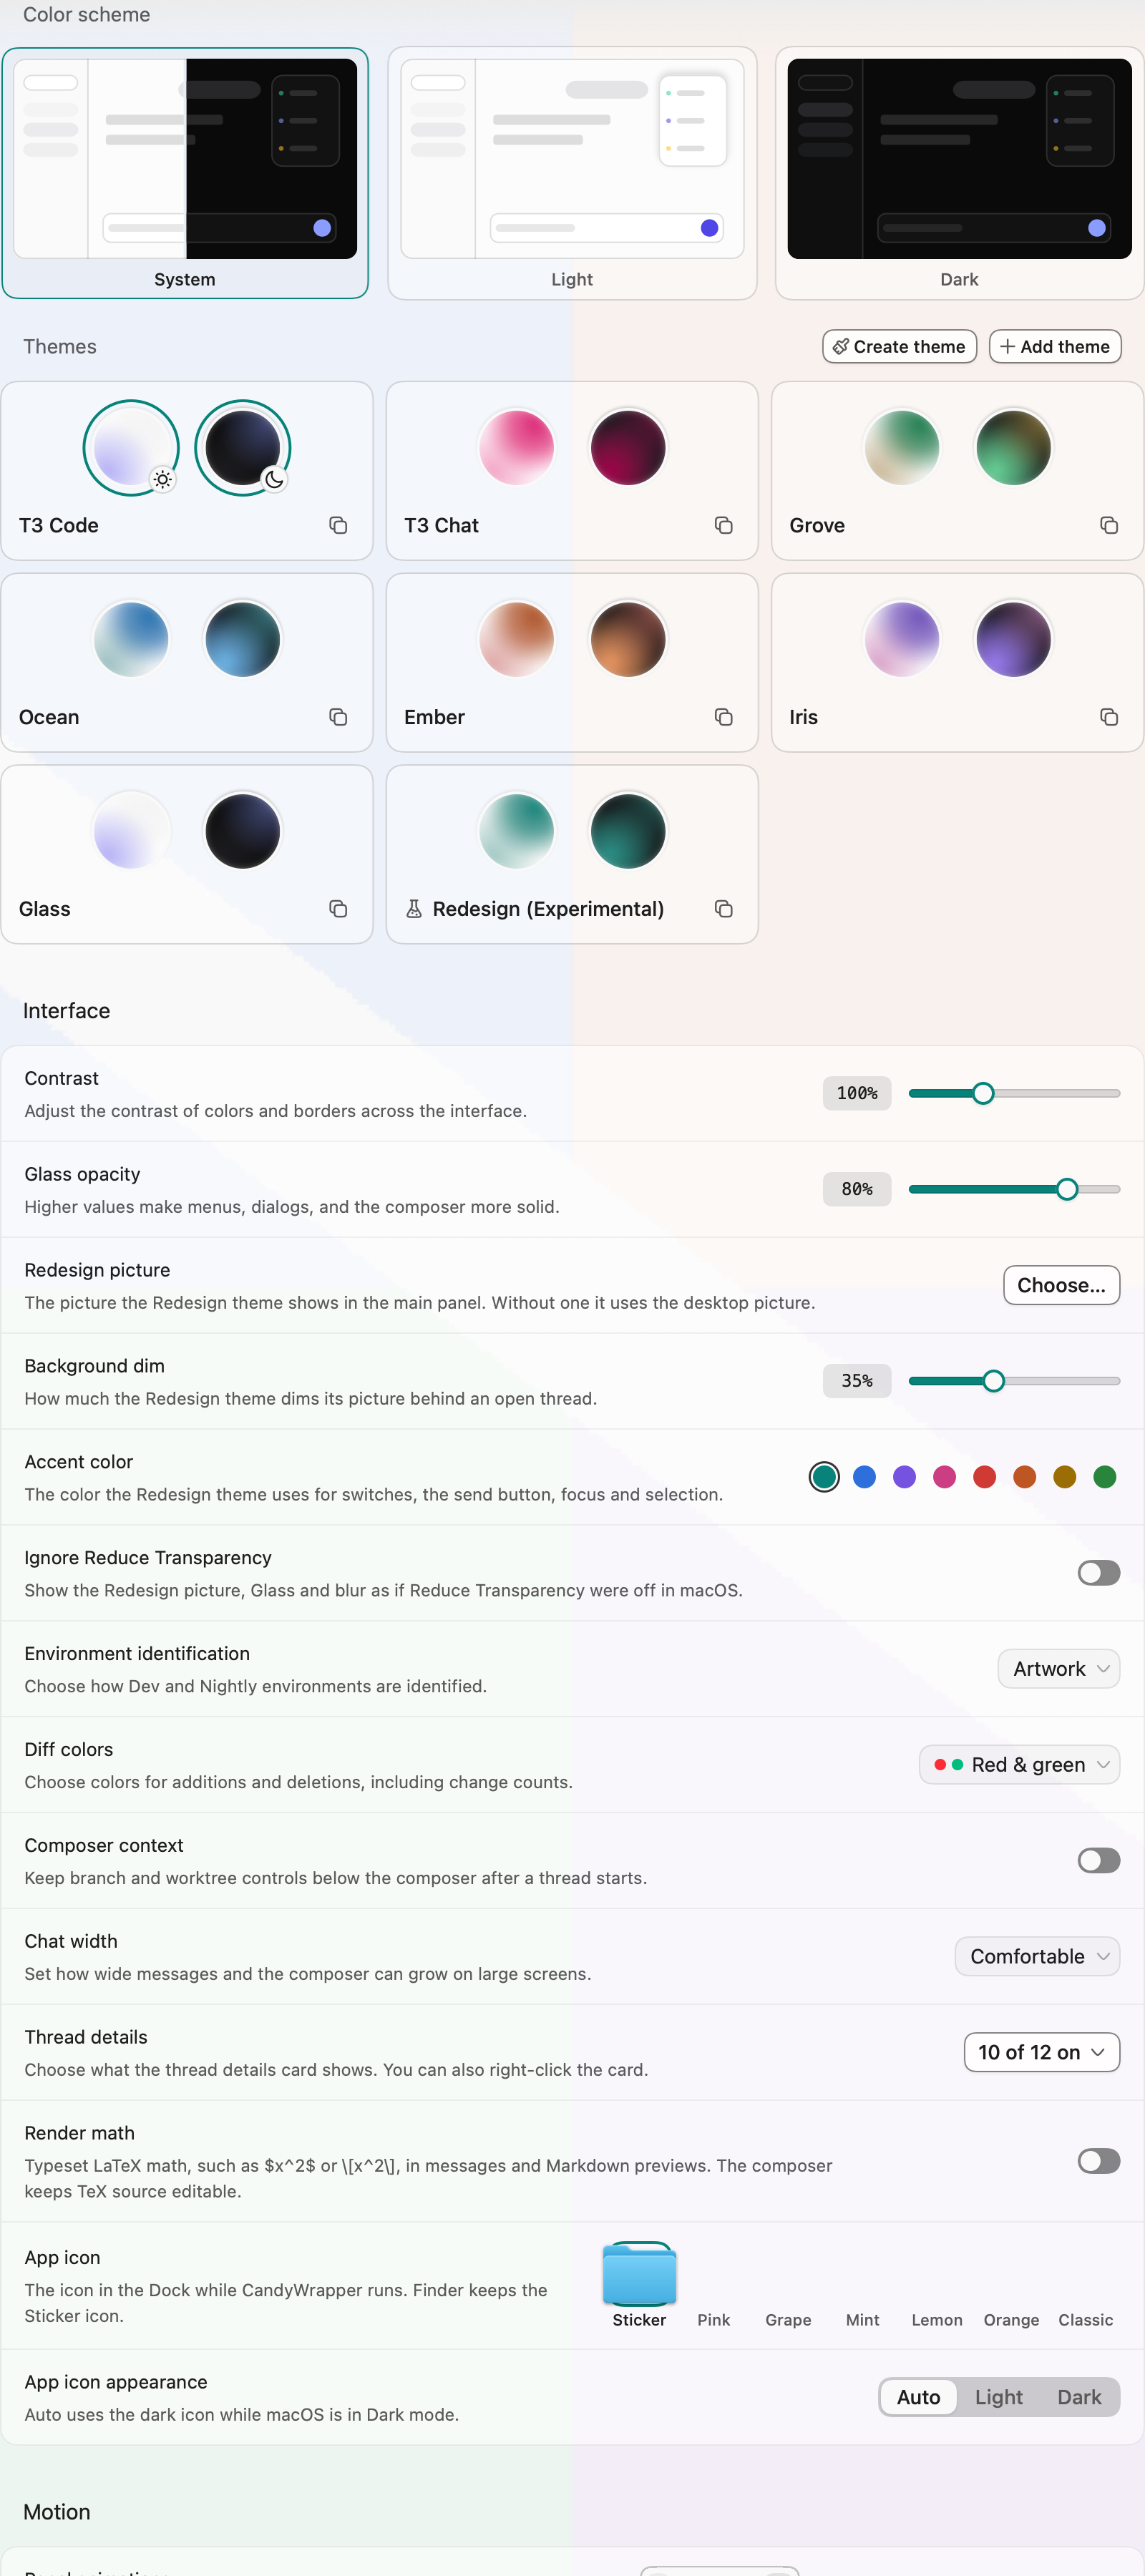 Color scheme
System
Light
Dark
Themes
Create theme
Add theme
T3 Code
T3 Chat
Grove
Ocean
Ember
Iris
Glass
Redesign (Experimental)
Interface
Contrast
Adjust the contrast of colors and borders across the interface.
100%
Glass opacity
Higher values make menus, dialogs, and the composer more solid.
80%
Redesign picture
The picture the Redesign theme shows in the main panel. Without one it uses the desktop picture.
Choose...
Background dim
How much the Redesign theme dims its picture behind an open thread.
35%
Accent color
The color the Redesign theme uses for switches, the send button, focus and selection.
Ignore Reduce Transparency
Show the Redesign picture, Glass and blur as if Reduce Transparency were off in macOS.
Environment identification
Choose how Dev and Nightly environments are identified.
Artwork
Diff colors
Choose colors for additions and deletions, including change counts.
Red & green
Composer context
Keep branch and worktree controls below the composer after a thread starts.
Chat width
Set how wide messages and the composer can grow on large screens.
Comfortable
Thread details
Choose what the thread details card shows. You can also right-click the card.
10 of 12 on
Render math
Typeset LaTeX math, such as $x^2$ or \[x^2\], in messages and Markdown previews. The composer
keeps TeX source editable.
App icon
The icon in the Dock while CandyWrapper runs. Finder keeps the
Sticker icon.
Sticker
Pink
Grape
Mint
Lemon
Orange
Classic
App icon appearance
Auto uses the dark icon while macOS is in Dark mode.
Auto
Light
Dark
Motion